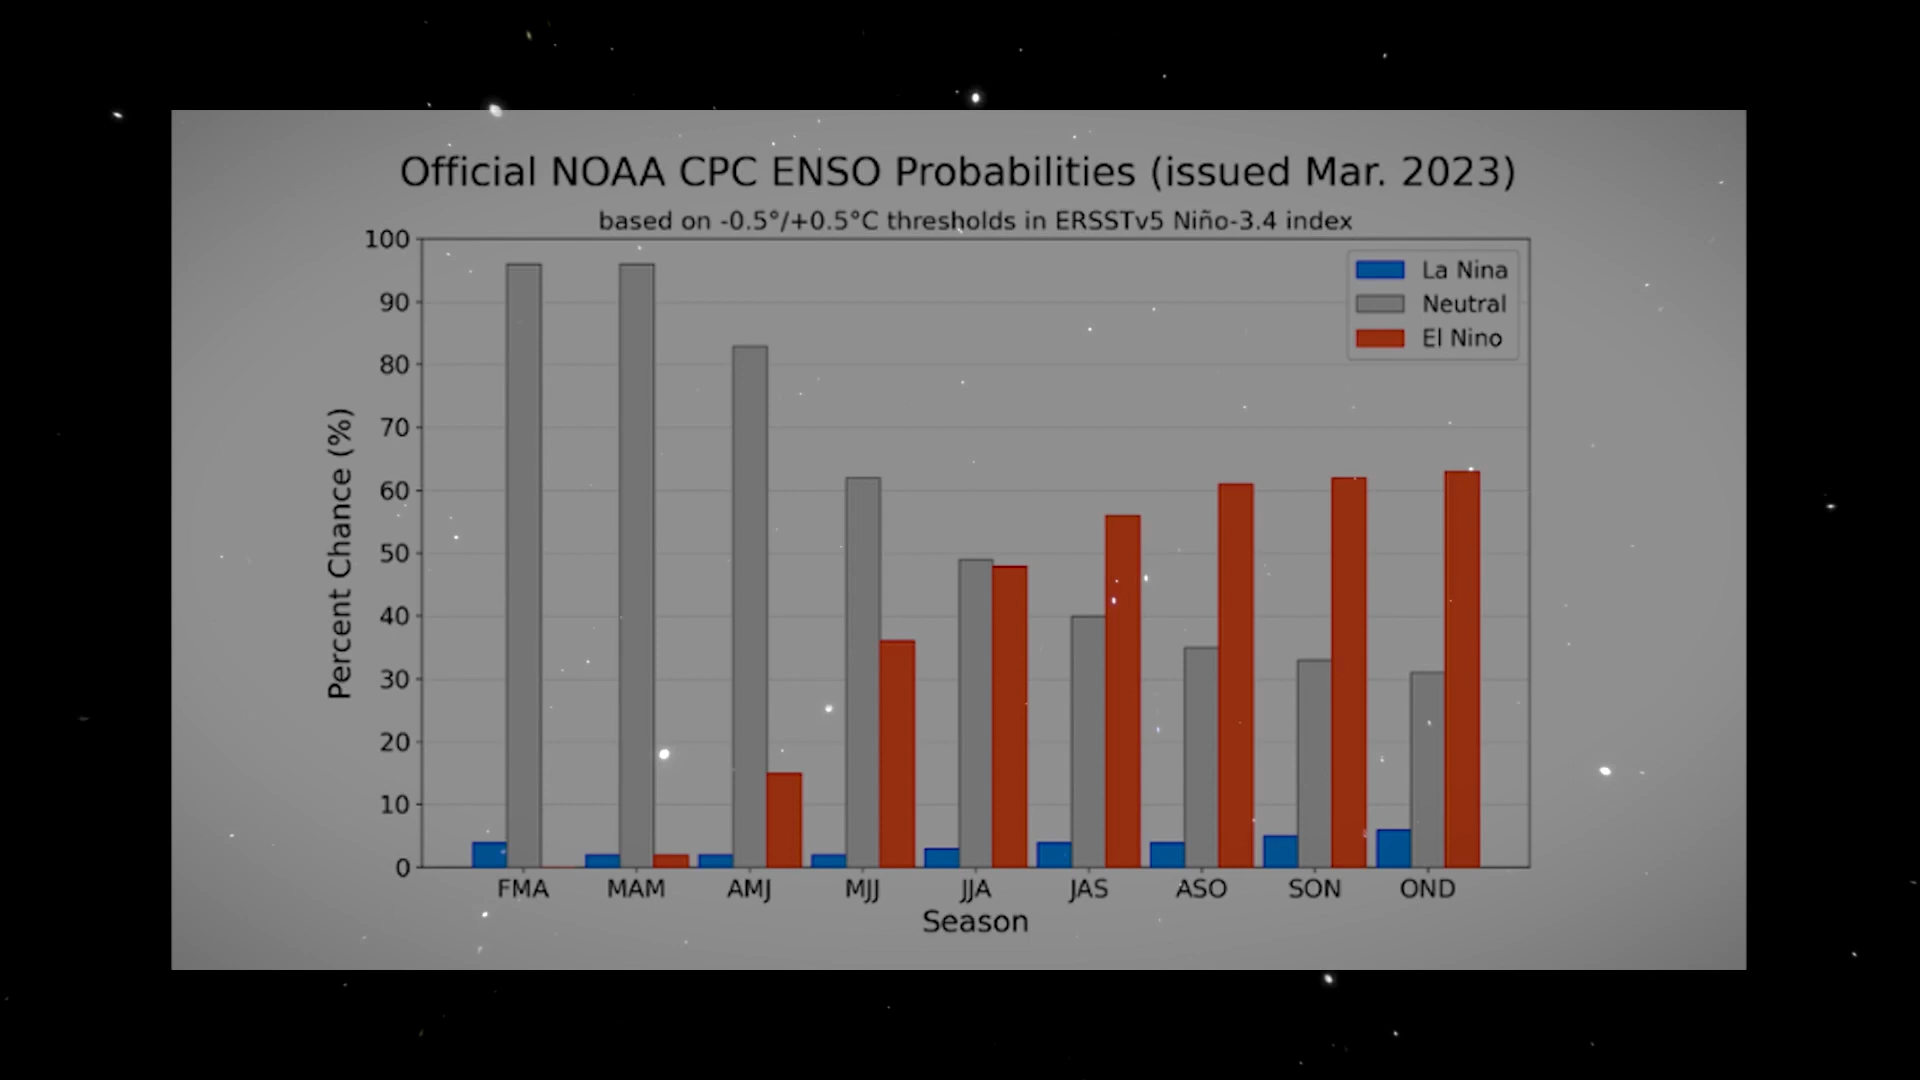 Official NOAA CPC ENSO Probabilities (issued Mar. 2023)
based on -0.5°/+0.5°C thresholds in ERSSTv5 Niño-3.4 index
La Nina
Neutral
El Nino
Percent Chance (%)
100
90
80
70
60
50
40
30
20
10
0
FMA MAM AMJ MJJ JJA JAS ASO SON OND
Season